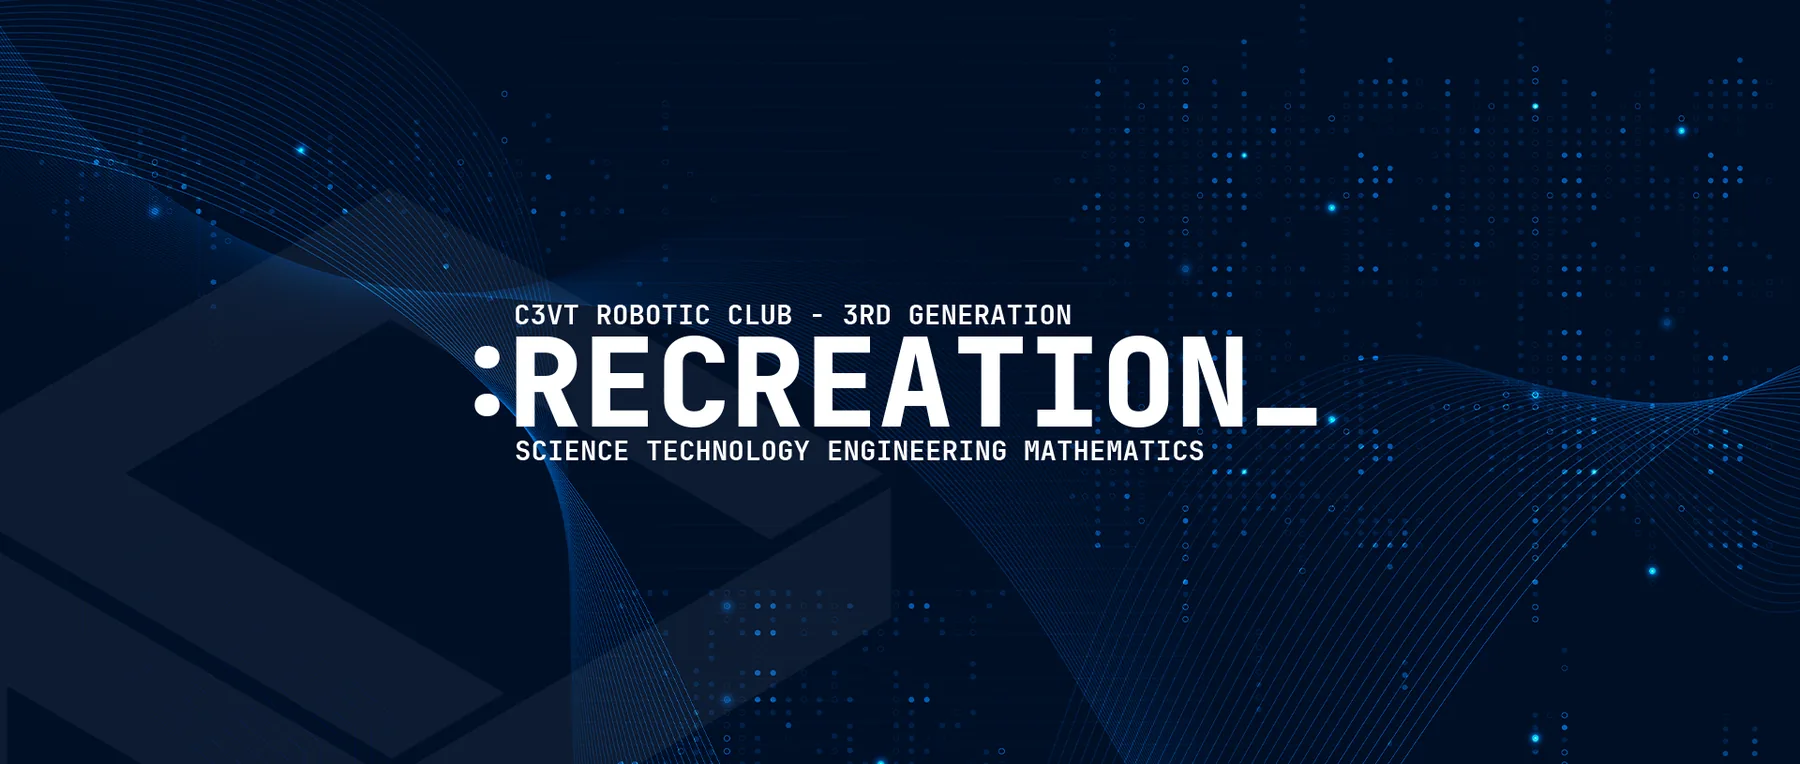 C3VT ROBOTIC CLUB - 3RD GENERATION
:RECREATION_
SCIENCE TECHNOLOGY ENGINEERING MATHEMATICS